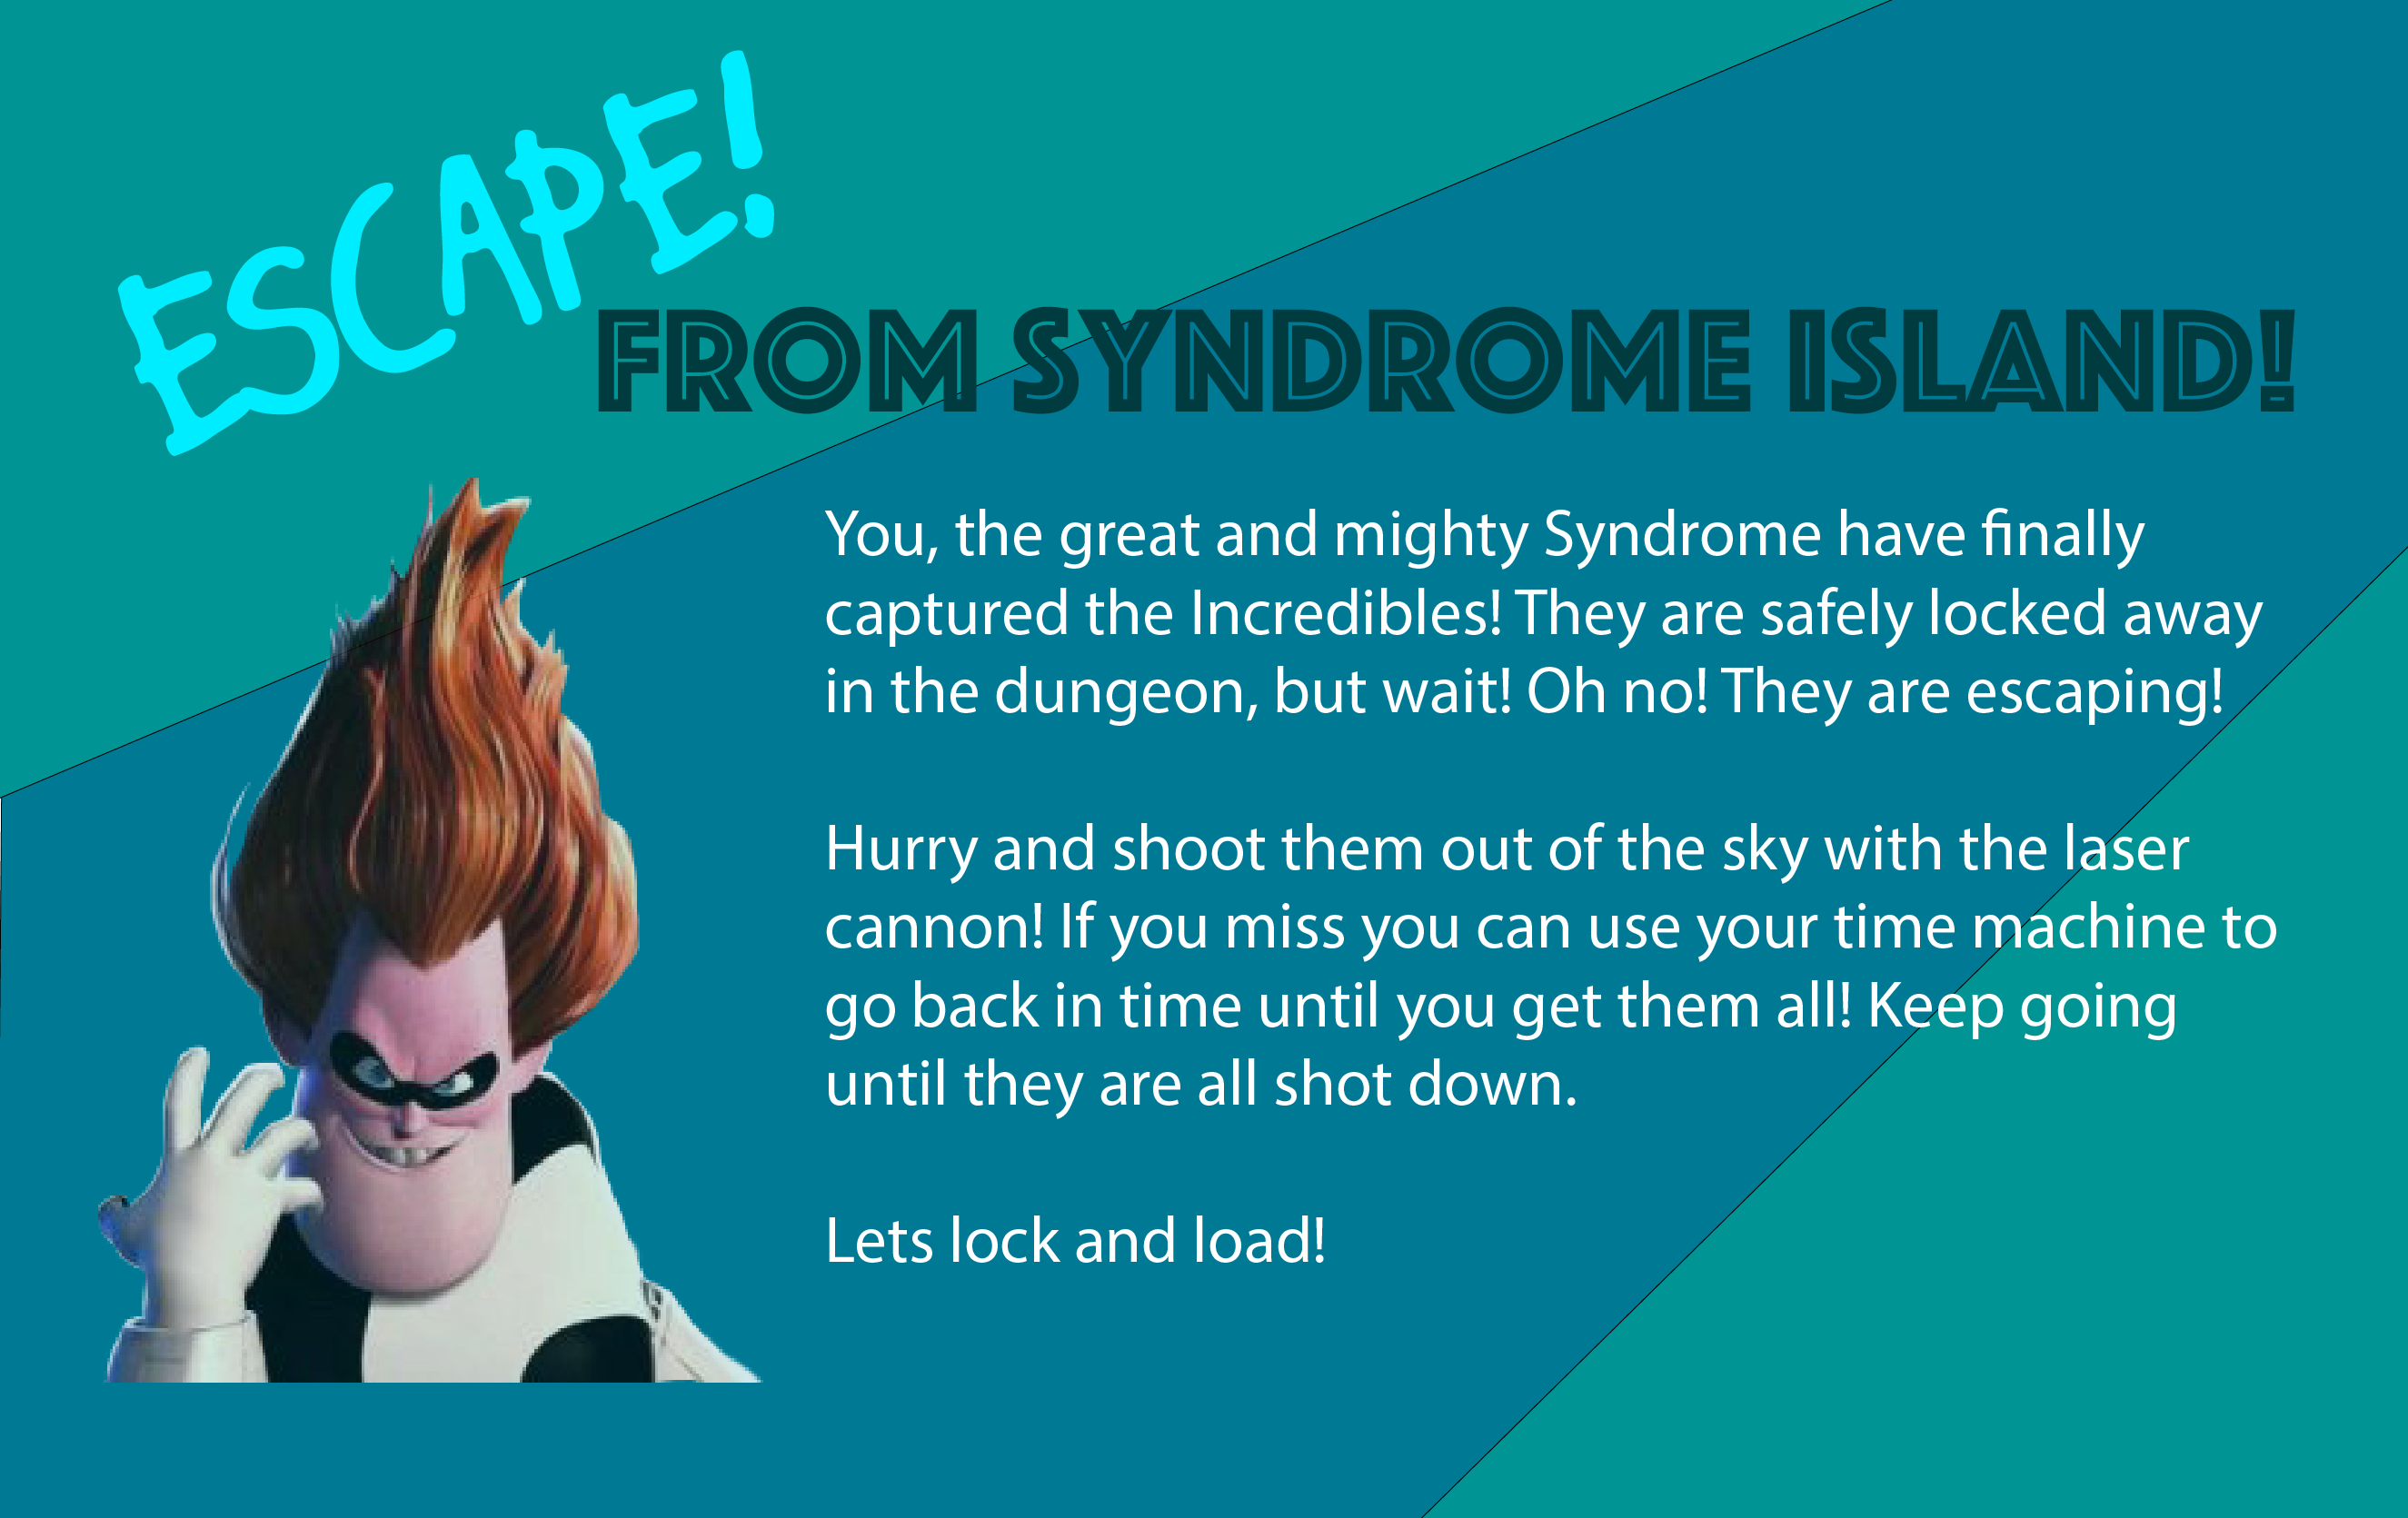 ESCAPE!
FROM SYNDROME ISLAND!
You, the great and mighty Syndrome have finally
captured the Incredibles! They are safely locked away
in the dungeon, but wait! Oh no! They are escaping!
Hurry and shoot them out of the sky with the laser
cannon! If you miss you can use your time machine to
go back in time until you get them all! Keep going
until they are all shot down.
Lets lock and load!